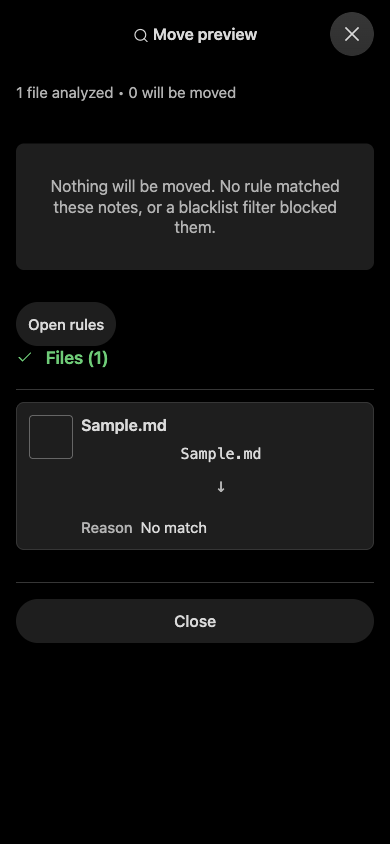 Move preview
1 file analyzed • 0 will be moved
Nothing will be moved. No rule matched
these notes, or a blacklist filter blocked
them.
Open rules
Files (1)
Sample.md
Sample.md
↓
Reason No match
Close